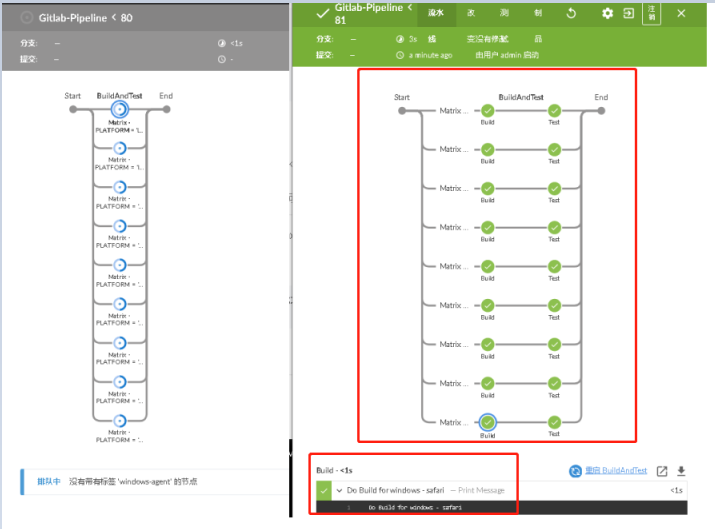 Gitlab-Pipeline < 80
分支: —
<1s
提交: —
-
Start BuildAndTest End
Matrix -
PLATFORM = 'l...
Matrix -
PLATFORM = 'l...
Matrix -
PLATFORM = '...
Matrix -
PLATFORM = '...
Matrix -
PLATFORM = '...
Matrix -
PLATFORM = '...
Matrix -
PLATFORM = '...
Matrix -
PLATFORM = '...
Matrix -
PLATFORM = '...
排队中 没有带有标签 'windows-agent' 的节点
Gitlab-Pipeline <
81
流水
线
改
变
测
试
制
品
注
销
分支: —
3s
没有修改
提交: —
a minute ago
由用户 admin 启动
Start BuildAndTest End
Matrix ... Build Test
Matrix ... Build Test
Matrix ... Build Test
Matrix ... Build Test
Matrix ... Build Test
Matrix ... Build Test
Matrix ... Build Test
Matrix ... Build Test
Matrix ... Build Test
Build - <1s
重启 BuildAndTest
Do Build for windows - safari — Print Message <1s
1 Do Build for windows - safari